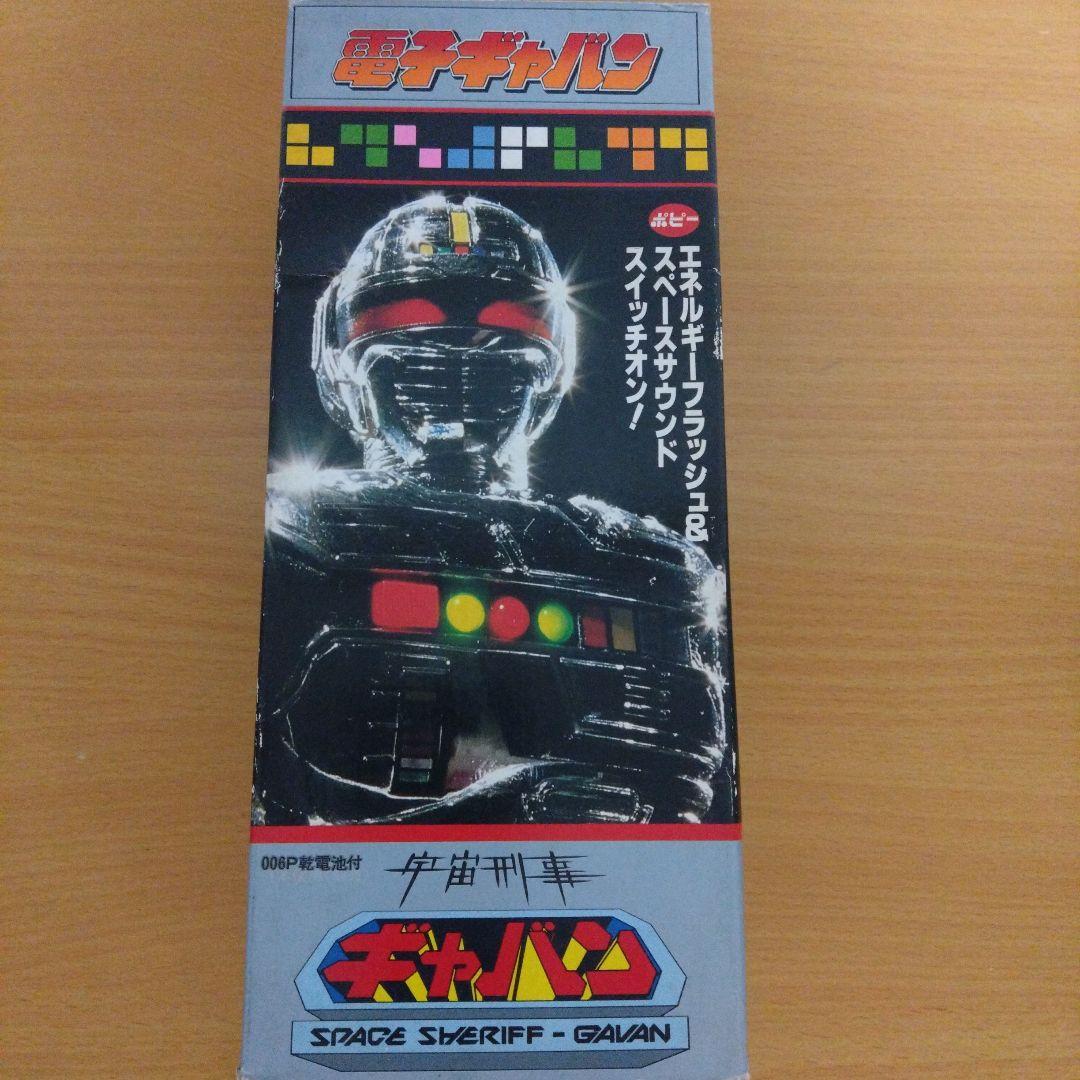 電子ギャバン
ポピー
エネルギーフラッシュ&
スペースサウンド
スイッチオン!
006P乾電池付
宇宙刑事
ギャバン
SPACE SHERIFF-GAVAN